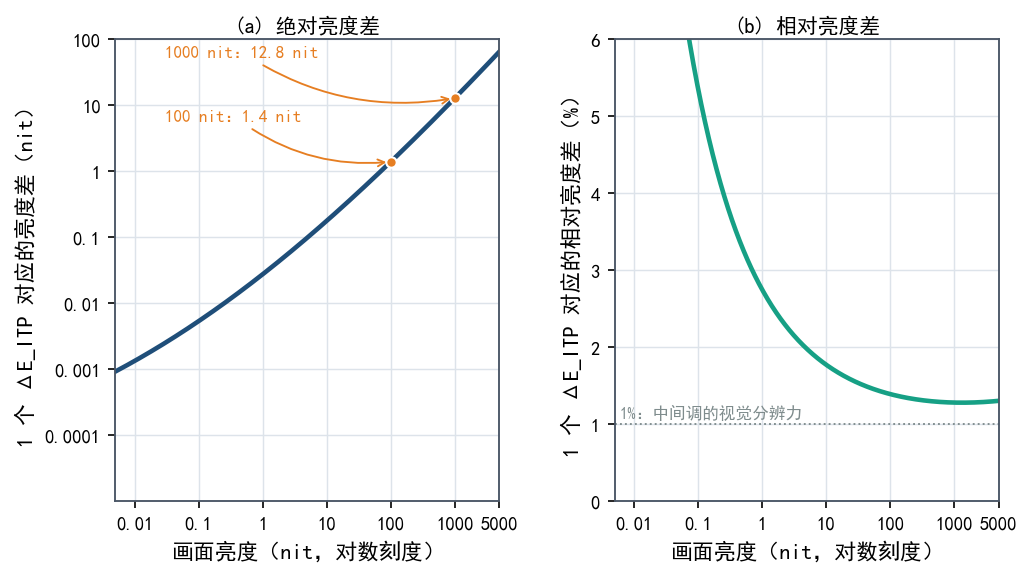 (a) 绝对亮度差
1 个 ΔE_ITP 对应的亮度差（nit）
100
10
1
0.1
0.01
0.001
0.0001
1000 nit：12.8 nit
100 nit：1.4 nit
0.01 0.1 1 10 100 1000 5000
画面亮度（nit，对数刻度）
(b) 相对亮度差
1 个 ΔE_ITP 对应的相对亮度差（%）
6
5
4
3
2
1
0
1%：中间调的视觉分辨力
0.01 0.1 1 10 100 1000 5000
画面亮度（nit，对数刻度）